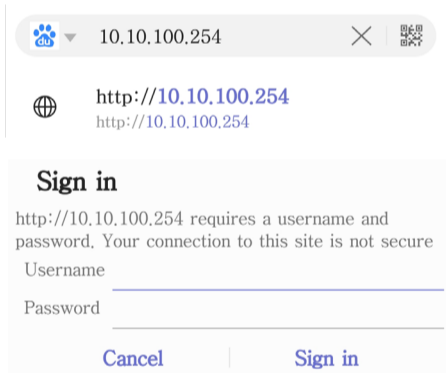 du 10.10.100.254
http://10.10.100.254
http://10.10.100.254
Sign in
http://10.10.100.254 requires a username and
password. Your connection to this site is not secure
Username
Password
Cancel Sign in